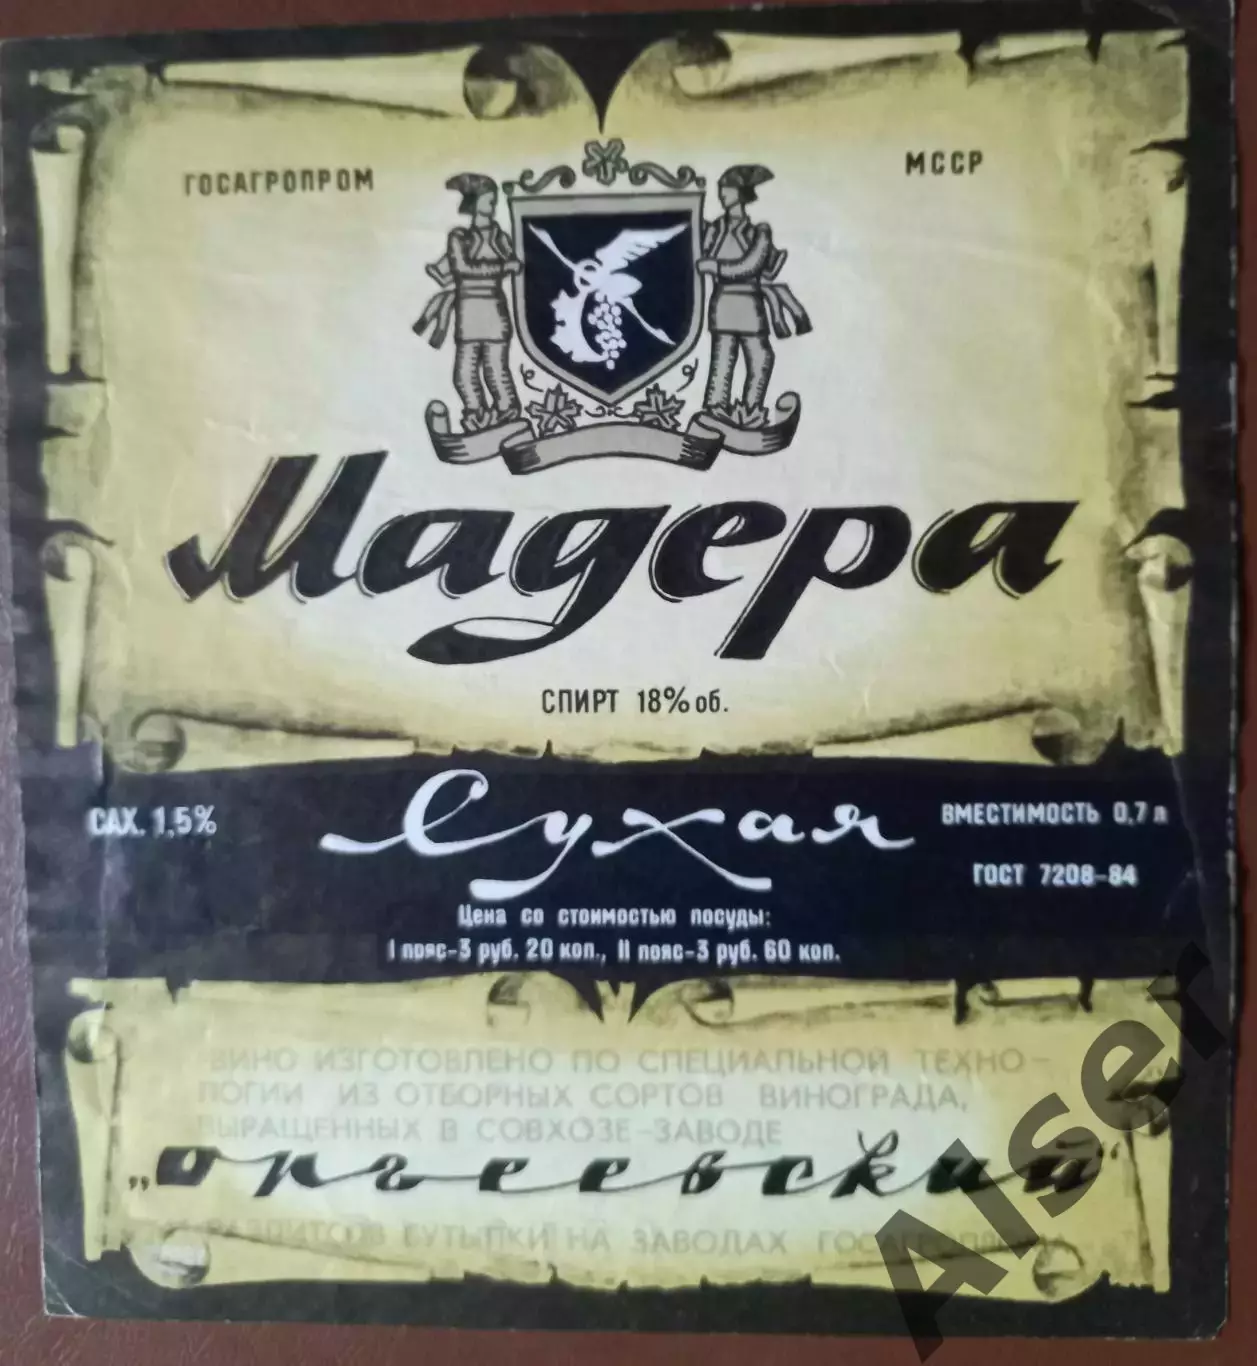 ГОСАГРОПРОМ МССР
Мадера
СПИРТ 18% об.
САХ. 1,5%
Сухая
ВМЕСТИМОСТЬ 0,7 л
ГОСТ 7208-84
Цена со стоимостью посуды:
I пояс-3 руб. 20 коп., II пояс-3 руб. 60 коп.
ВИНО ИЗГОТОВЛЕНО ПО СПЕЦИАЛЬНОЙ ТЕХНО-
ЛОГИИ ИЗ ОТБОРНЫХ СОРТОВ ВИНОГРАДА,
ВЫРАЩЕННЫХ В СОВХОЗЕ-ЗАВОДЕ
„оргеевский“
БУТЫЛКИ НА ЗАВОДАХ
Alser